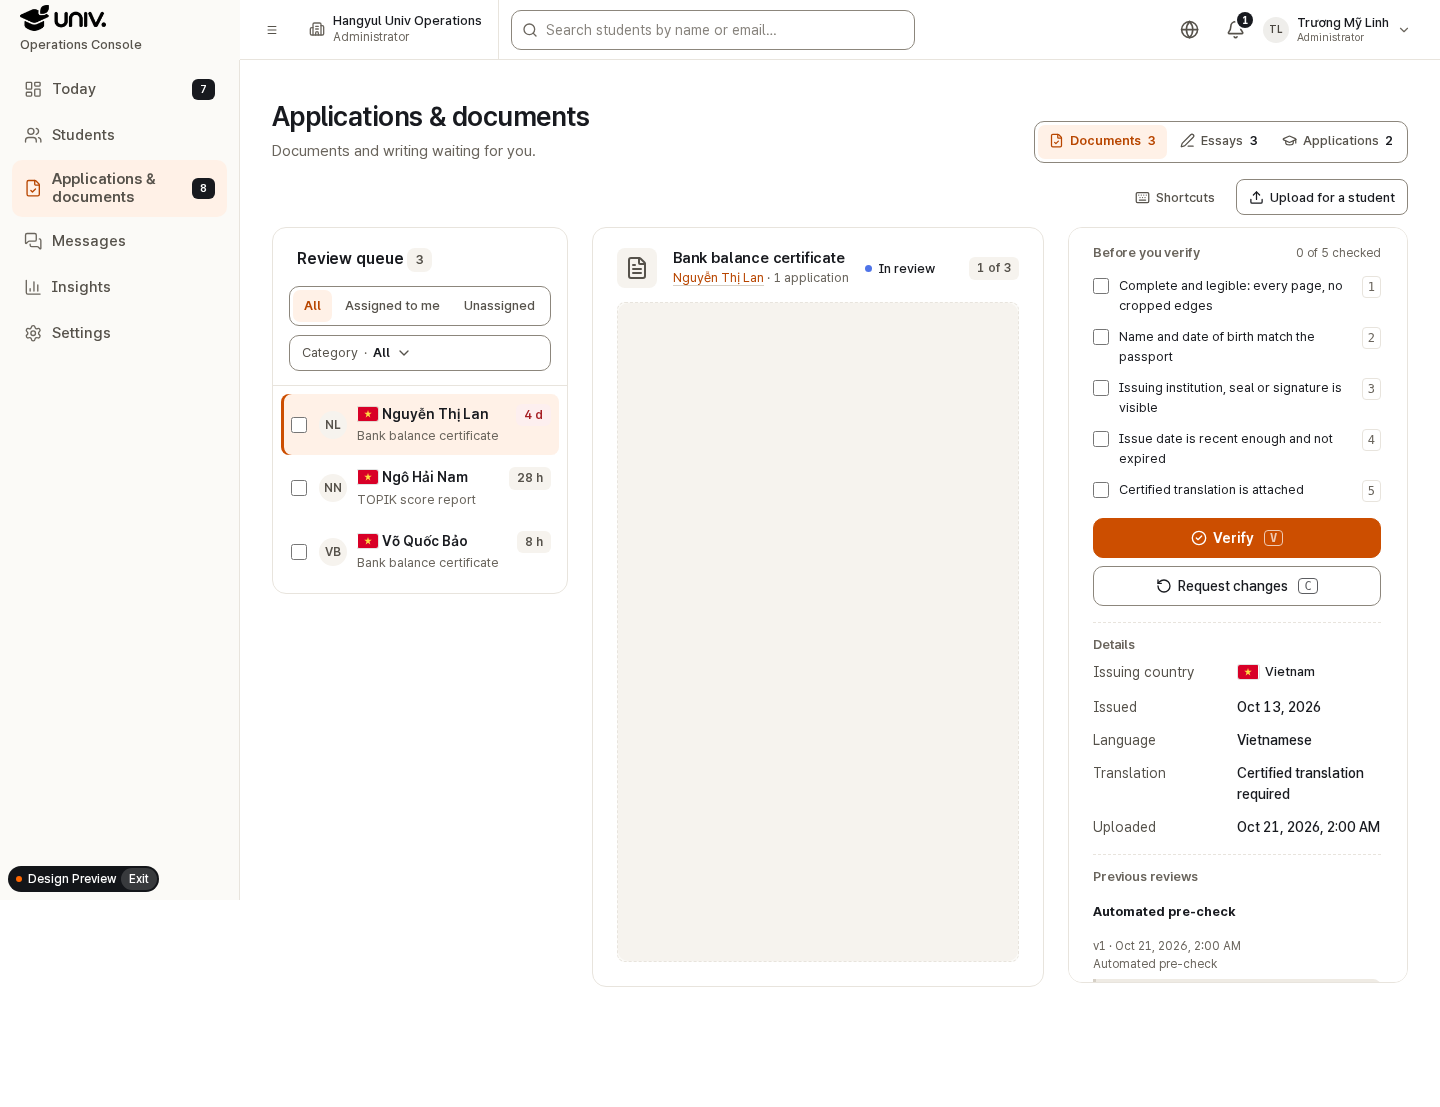 UNIV.
Operations Console
Today 7
Students
Applications & documents 8
Messages
Insights
Settings
Design Preview Exit
Hangyul Univ Operations
Administrator
Search students by name or email...
1
TL
Trương Mỹ Linh
Administrator
Applications & documents
Documents and writing waiting for you.
Documents 3 Essays 3 Applications 2
Shortcuts Upload for a student
Review queue 3
All Assigned to me Unassigned
Category · All
NL Nguyễn Thị Lan 4 d
Bank balance certificate
NN Ngô Hải Nam 28 h
TOPIK score report
VB Võ Quốc Bảo 8 h
Bank balance certificate
Bank balance certificate
Nguyễn Thị Lan · 1 application
In review
1 of 3
Before you verify 0 of 5 checked
Complete and legible: every page, no 1
cropped edges
Name and date of birth match the 2
passport
Issuing institution, seal or signature is 3
visible
Issue date is recent enough and not 4
expired
Certified translation is attached 5
Verify V
Request changes C
Details
Issuing country Vietnam
Issued Oct 13, 2026
Language Vietnamese
Translation Certified translation
required
Uploaded Oct 21, 2026, 2:00 AM
Previous reviews
Automated pre-check
v1 · Oct 21, 2026, 2:00 AM
Automated pre-check